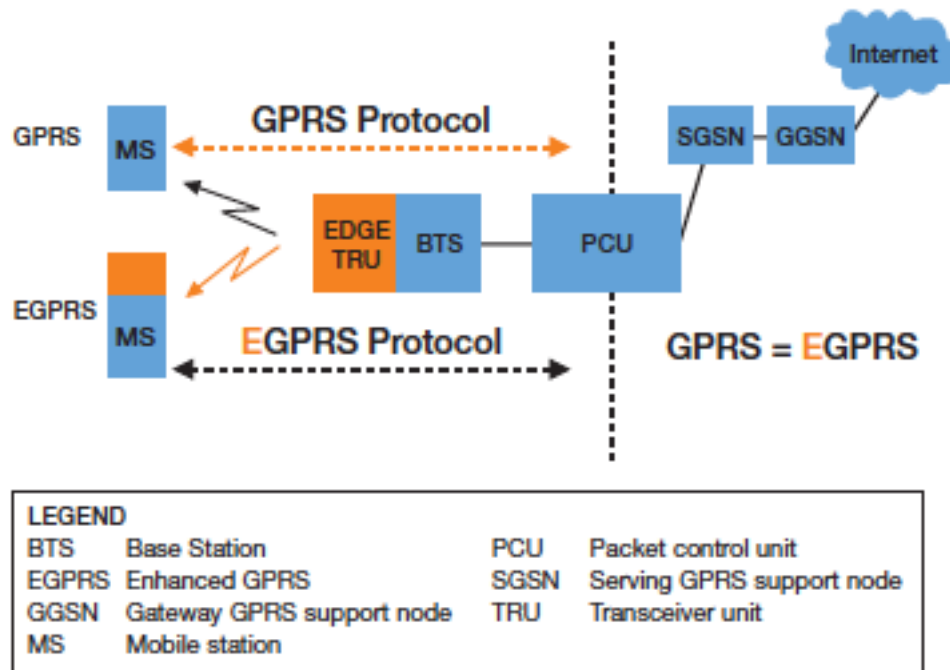 Internet
GPRS Protocol
GPRS
MS
SGSN
GGSN
EDGE
TRU
BTS
PCU
EGPRS
MS
EGPRS Protocol
GPRS = EGPRS
LEGEND
BTS Base Station
EGPRS Enhanced GPRS
GGSN Gateway GPRS support node
MS Mobile station
PCU Packet control unit
SGSN Serving GPRS support node
TRU Transceiver unit